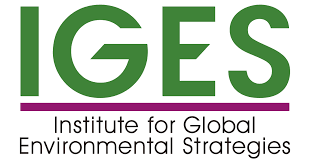 IGES
Institute for Global
Environmental Strategies